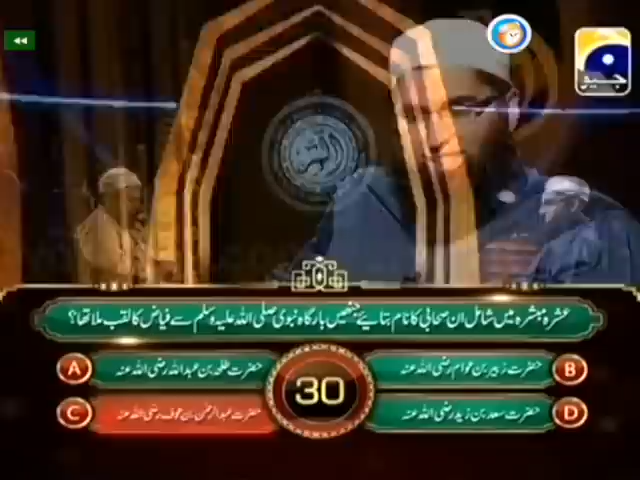 جیو
عشرہ مبشرہ میں شامل ان صحابی کا نام بتائیے جنھیں بارگاہ نبوی صلی اللہ علیہ وسلم سے فیاض کا لقب ملا تھا؟
A حضرت طلحہ بن عبداللہ رضی اللہ عنہ
B حضرت زبیر بن عوام رضی اللہ عنہ
30
C حضرت عبدالرحمٰن بن عوف رضی اللہ عنہ
D حضرت سعد بن زید رضی اللہ عنہ